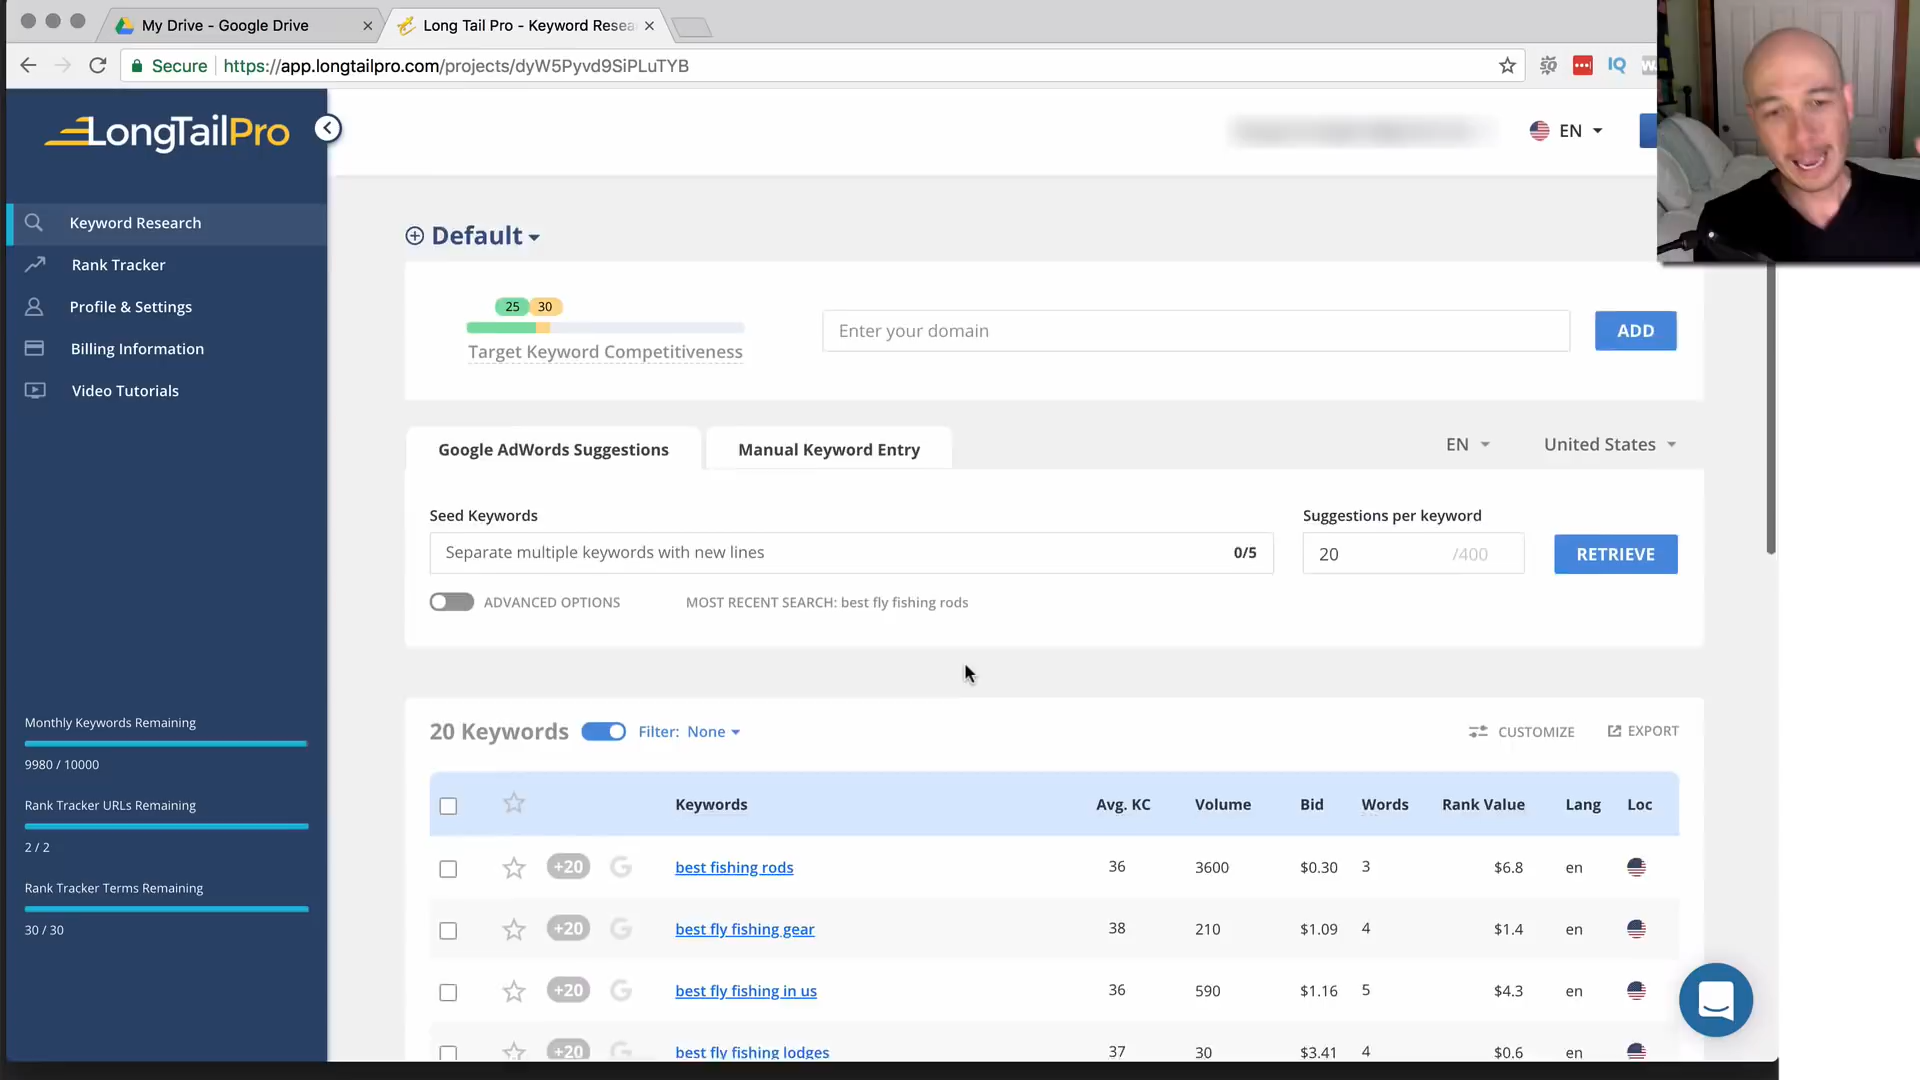 My Drive - Google Drive
Long Tail Pro - Keyword Resea
Secure
https://app.longtailpro.com/projects/dyW5Pyvd9SiPLuTYB
IQ
LongTailPro
EN
Keyword Research
Rank Tracker
Profile & Settings
Billing Information
Video Tutorials
Default
25 30
Target Keyword Competitiveness
Enter your domain
ADD
Google AdWords Suggestions
Manual Keyword Entry
EN
United States
Seed Keywords
Suggestions per keyword
Separate multiple keywords with new lines
0/5
20 /400
RETRIEVE
ADVANCED OPTIONS
MOST RECENT SEARCH: best fly fishing rods
Monthly Keywords Remaining
9980 / 10000
Rank Tracker URLs Remaining
2 / 2
Rank Tracker Terms Remaining
30 / 30
20 Keywords
Filter: None
CUSTOMIZE
EXPORT
Keywords Avg. KC Volume Bid Words Rank Value Lang Loc
+20 G best fishing rods 36 3600 $0.30 3 $6.8 en
+20 G best fly fishing gear 38 210 $1.09 4 $1.4 en
+20 G best fly fishing in us 36 590 $1.16 5 $4.3 en
+20 G best fly fishing lodges 37 30 $3.41 4 $0.6 en